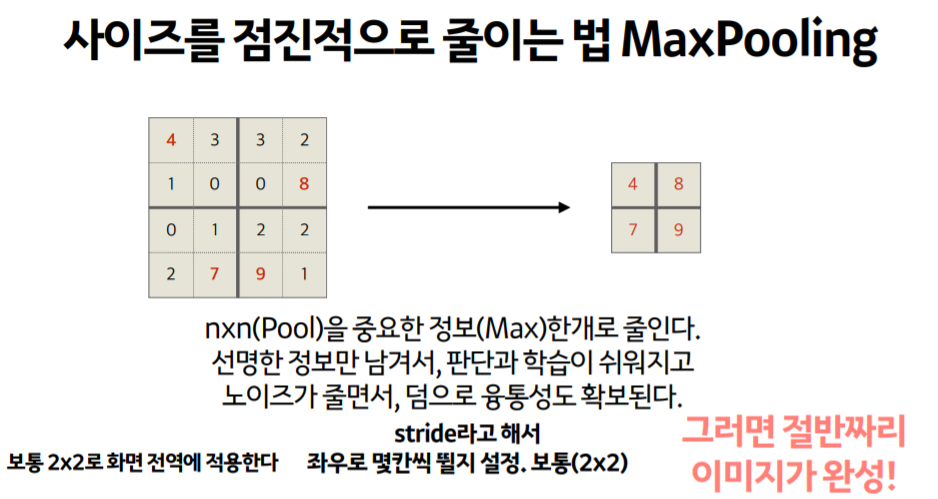 사이즈를 점진적으로 줄이는 법 MaxPooling
4 3 3 2
1 0 0 8
0 1 2 2
2 7 9 1
4 8
7 9
nxn(Pool)을 중요한 정보(Max)한개로 줄인다.
선명한 정보만 남겨서, 판단과 학습이 쉬워지고
노이즈가 줄면서, 덤으로 융통성도 확보된다.
stride라고 해서
보통 2x2로 화면 전역에 적용한다
좌우로 몇칸씩 뛸지 설정. 보통(2x2)
그러면 절반짜리
이미지가 완성!